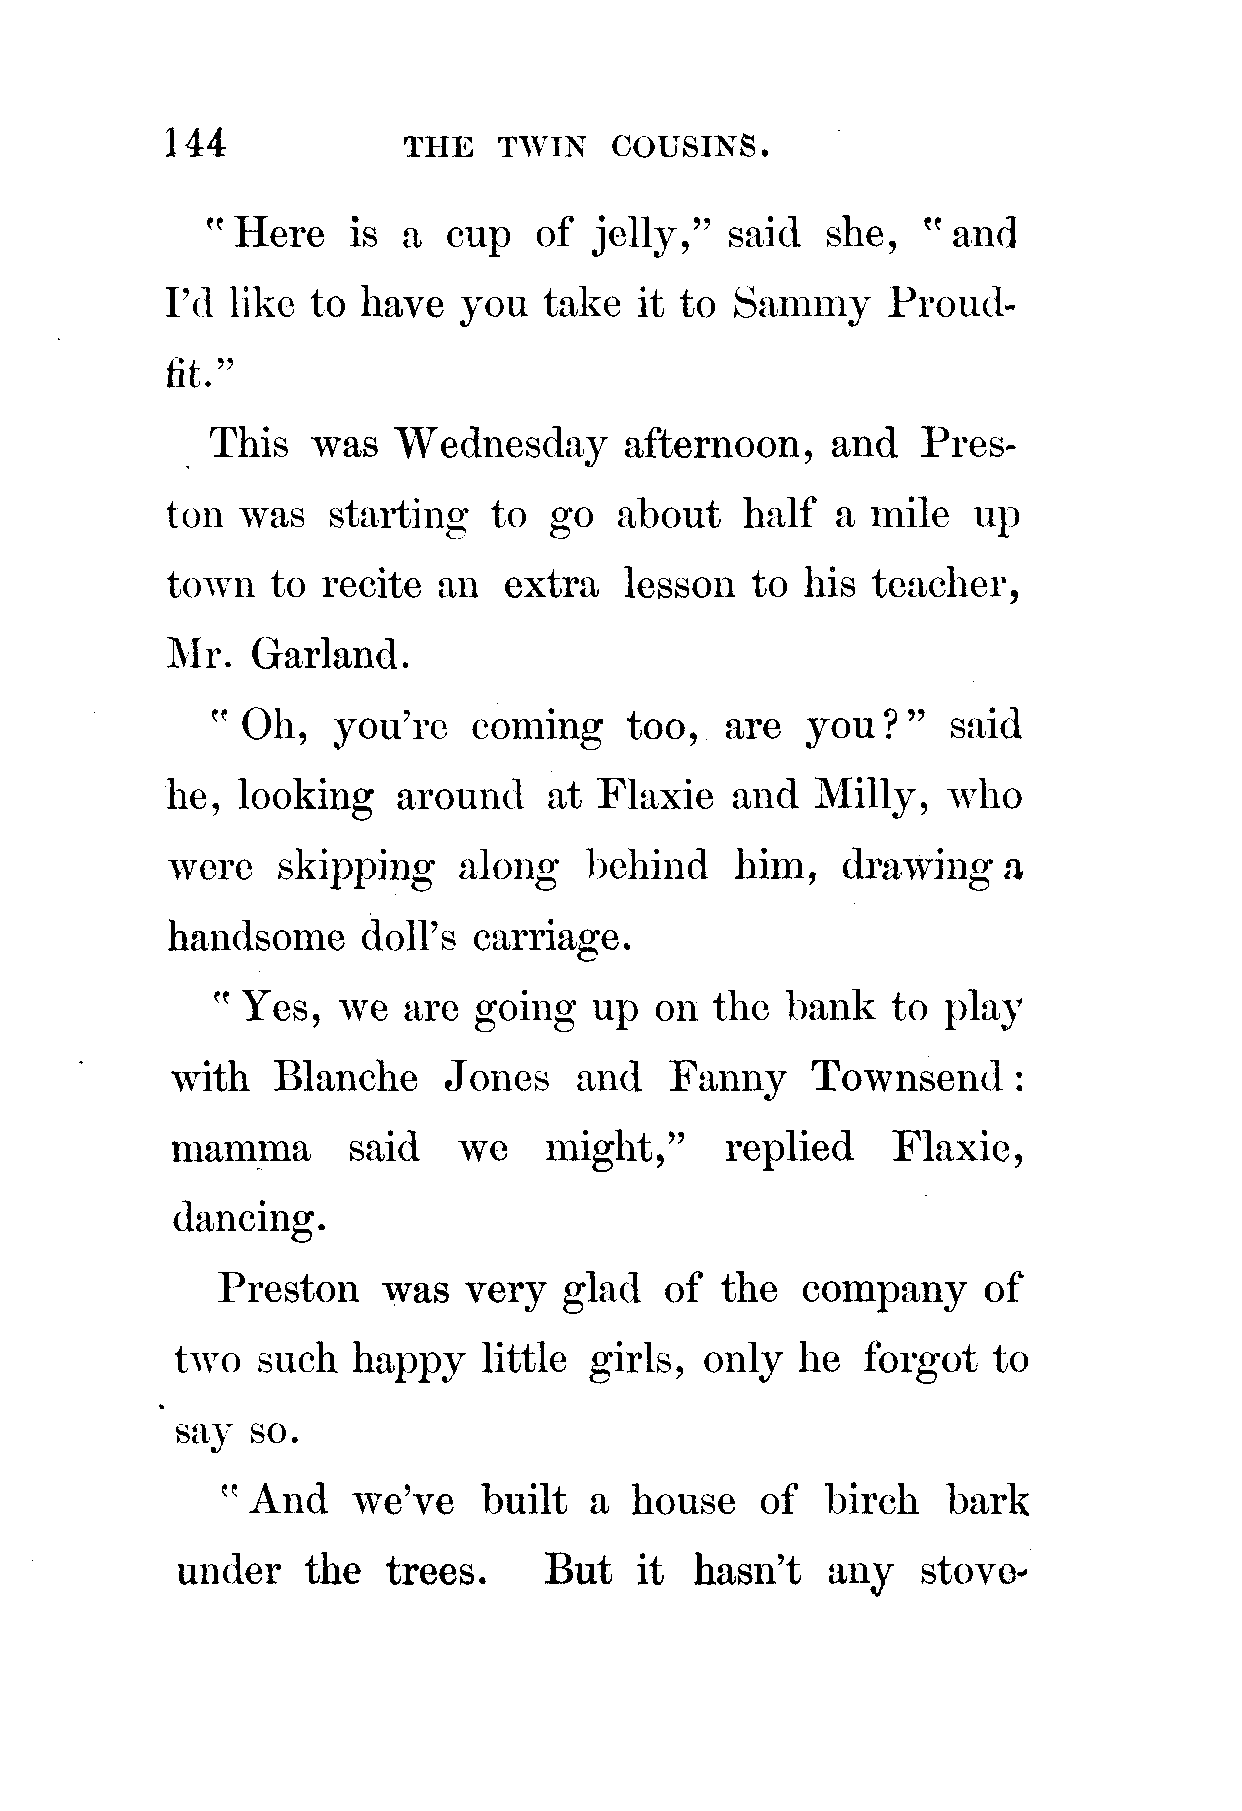 144 THE TWIN COUSINS.
"Here is a cup of jelly," said she, "and
I'd like to have you take it to Sammy Proud-
fit."
This was Wednesday afternoon, and Pres-
ton was starting to go about half a mile up
town to recite an extra lesson to his teacher,
Mr. Garland.
"Oh, you're coming too, are you?" said
he, looking around at Flaxie and Milly, who
were skipping along behind him, drawing a
handsome doll's carriage.
"Yes, we are going up on the bank to play
with Blanche Jones and Fanny Townsend:
mamma said we might," replied Flaxie,
dancing.
Preston was very glad of the company of
two such happy little girls, only he forgot to
say so.
"And we've built a house of birch bark
under the trees. But it hasn't any stove-